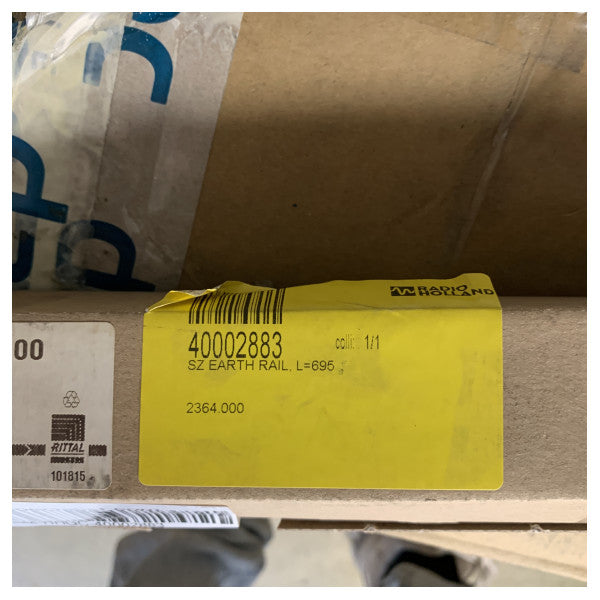 RADIO
HOLLAND
40002883 colli: 1/1
SZ EARTH RAIL, L=695
2364.000
00
RITTAL
101815